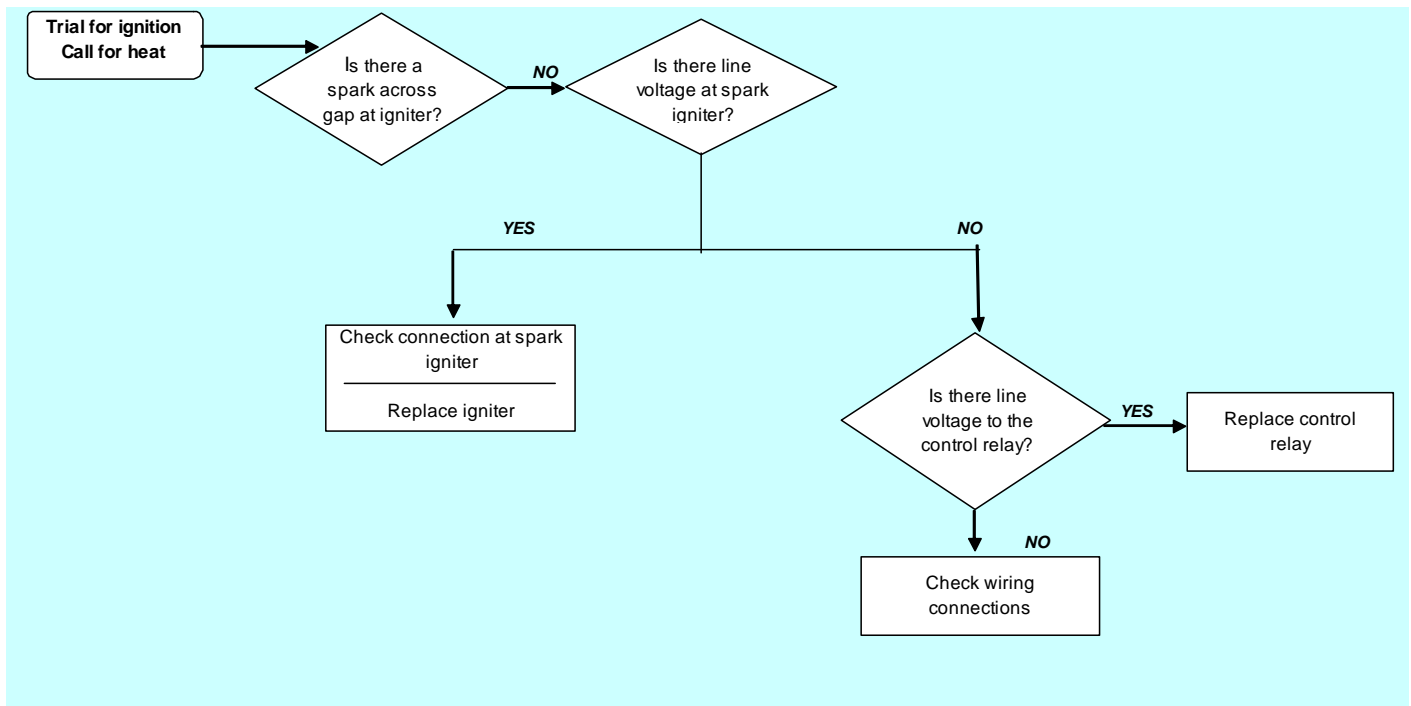 Trial for ignition
Call for heat
Is there a
spark across
gap at igniter?
NO
Is there line
voltage at spark
igniter?
YES
NO
Check connection at spark
igniter
Replace igniter
Is there line
voltage to the
control relay?
YES
Replace control
relay
NO
Check wiring
connections